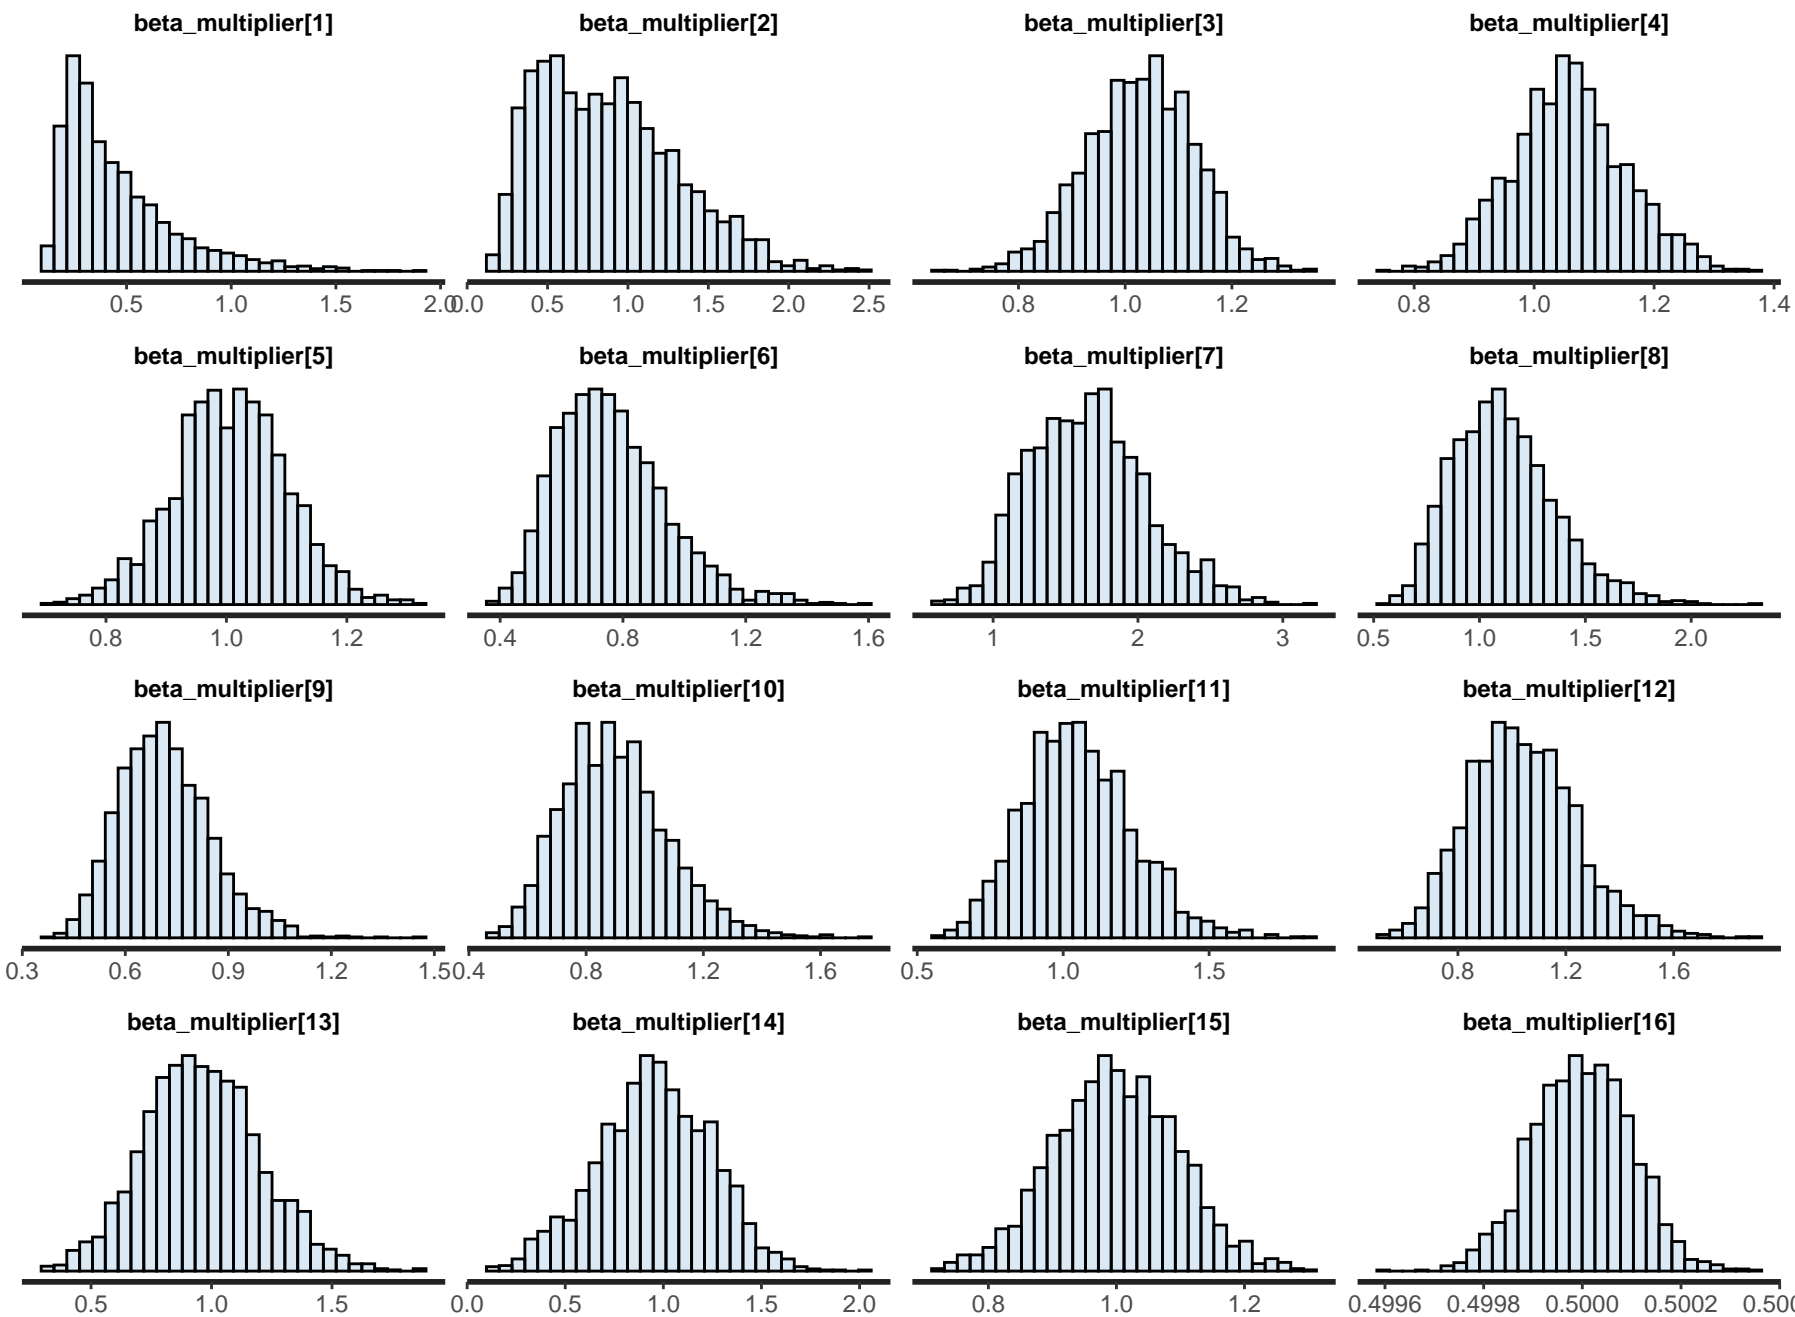 beta_multiplier[1] beta_multiplier[2] beta_multiplier[3] beta_multiplier[4]
0.5 1.0 1.5 2.0 0.0 0.5 1.0 1.5 2.0 2.5 0.8 1.0 1.2 0.8 1.0 1.2 1.4
beta_multiplier[5] beta_multiplier[6] beta_multiplier[7] beta_multiplier[8]
0.8 1.0 1.2 0.4 0.8 1.2 1.6 1 2 3 0.5 1.0 1.5 2.0
beta_multiplier[9] beta_multiplier[10] beta_multiplier[11] beta_multiplier[12]
0.3 0.6 0.9 1.2 1.5 0.4 0.8 1.2 1.6 0.5 1.0 1.5 0.8 1.2 1.6
beta_multiplier[13] beta_multiplier[14] beta_multiplier[15] beta_multiplier[16]
0.5 1.0 1.5 0.0 0.5 1.0 1.5 2.0 0.8 1.0 1.2 0.4996 0.4998 0.5000 0.5002